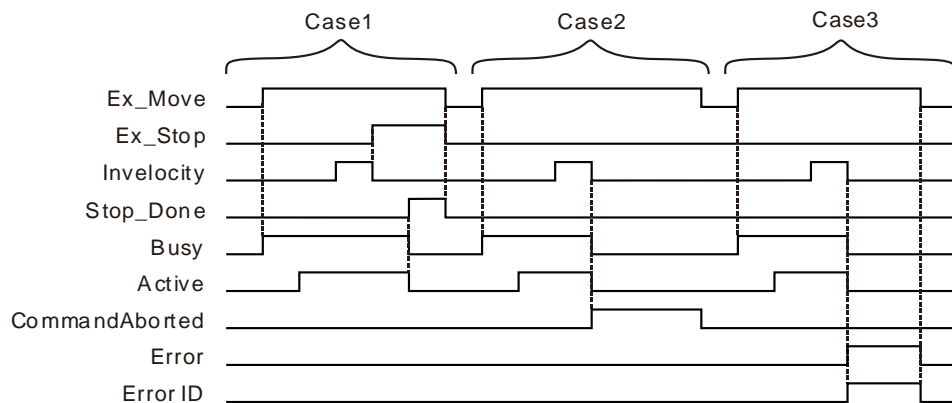 Case1 Case2 Case3
Ex_Move
Ex_Stop
Invelocity
Stop_Done
Busy
Active
CommandAborted
Error
Error ID